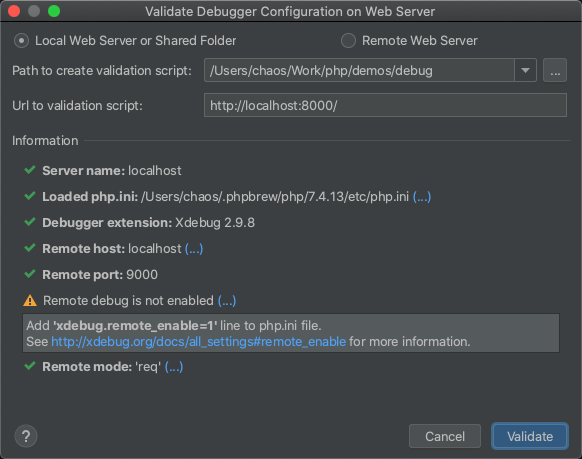 Validate Debugger Configuration on Web Server
Local Web Server or Shared Folder Remote Web Server
Path to create validation script: /Users/chaos/Work/php/demos/debug ...
Url to validation script: http://localhost:8000/
Information
Server name: localhost
Loaded php.ini: /Users/chaos/.phpbrew/php/7.4.13/etc/php.ini (...)
Debugger extension: Xdebug 2.9.8
Remote host: localhost (...)
Remote port: 9000
Remote debug is not enabled (...)
Add 'xdebug.remote_enable=1' line to php.ini file.
See http://xdebug.org/docs/all_settings#remote_enable for more information.
Remote mode: 'req' (...)
? Cancel Validate